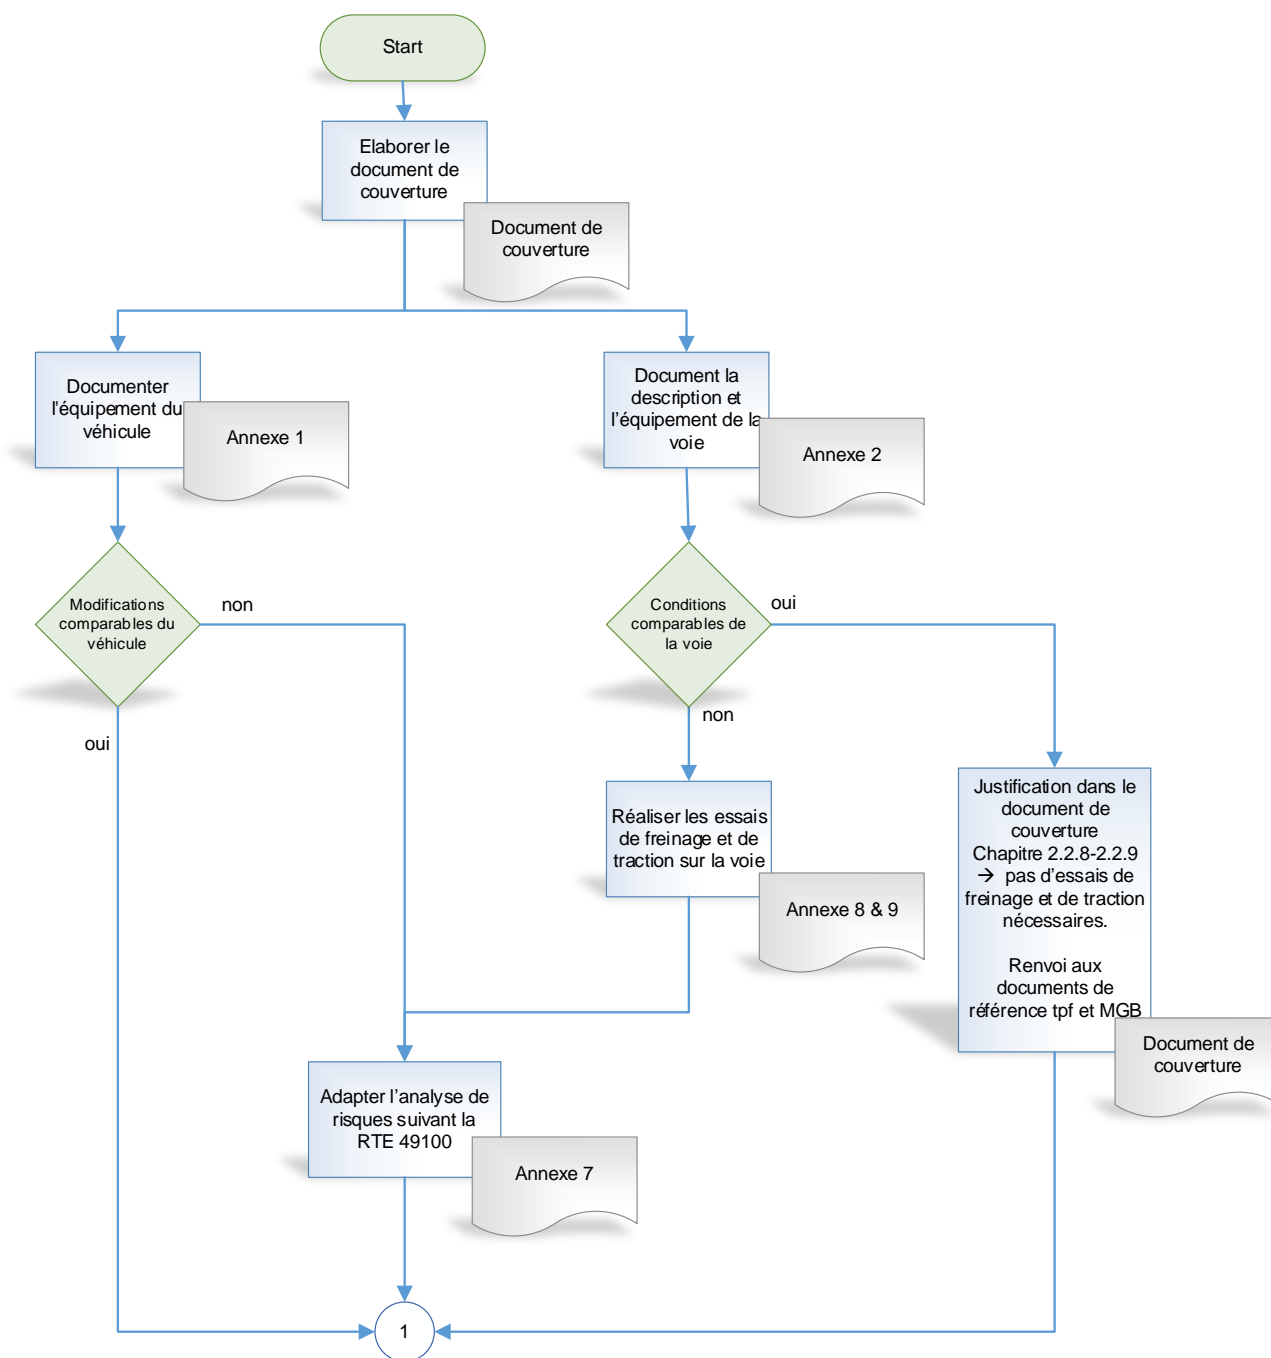 Start
Elaborer le
document de
couverture
Document de
couverture
Documenter
l'équipement du
véhicule
Annexe 1
Document la
description et
l’équipement de la
voie
Annexe 2
Modifications
comparables du
véhicule
non
oui
Conditions
comparables de
la voie
oui
non
Réaliser les essais
de freinage et de
traction sur la voie
Annexe 8 & 9
Justification dans le
document de
couverture
Chapitre 2.2.8-2.2.9
→ pas d’essais de
freinage et de traction
nécessaires.
Renvoi aux
documents de
référence tpf et MGB
Document de
couverture
Adapter l’analyse de
risques suivant la
RTE 49100
Annexe 7
1